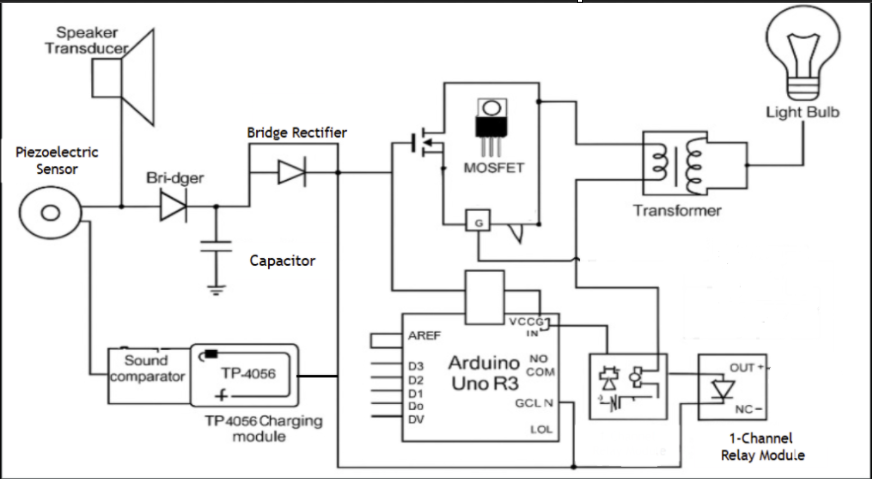 Speaker
Transducer
Piezoelectric
Sensor
Bri-dger
Bridge Rectifier
Capacitor
MOSFET
G
Light Bulb
Transformer
Sound
comparator
TP-4056
TP4056 Charging
module
AREF
D3
D2
D1
Do
DV
Arduino
Uno R3
VCCG
IN
NO
COM
GCLN
LOL
OUT+
NC-
1-Channel
Relay Module